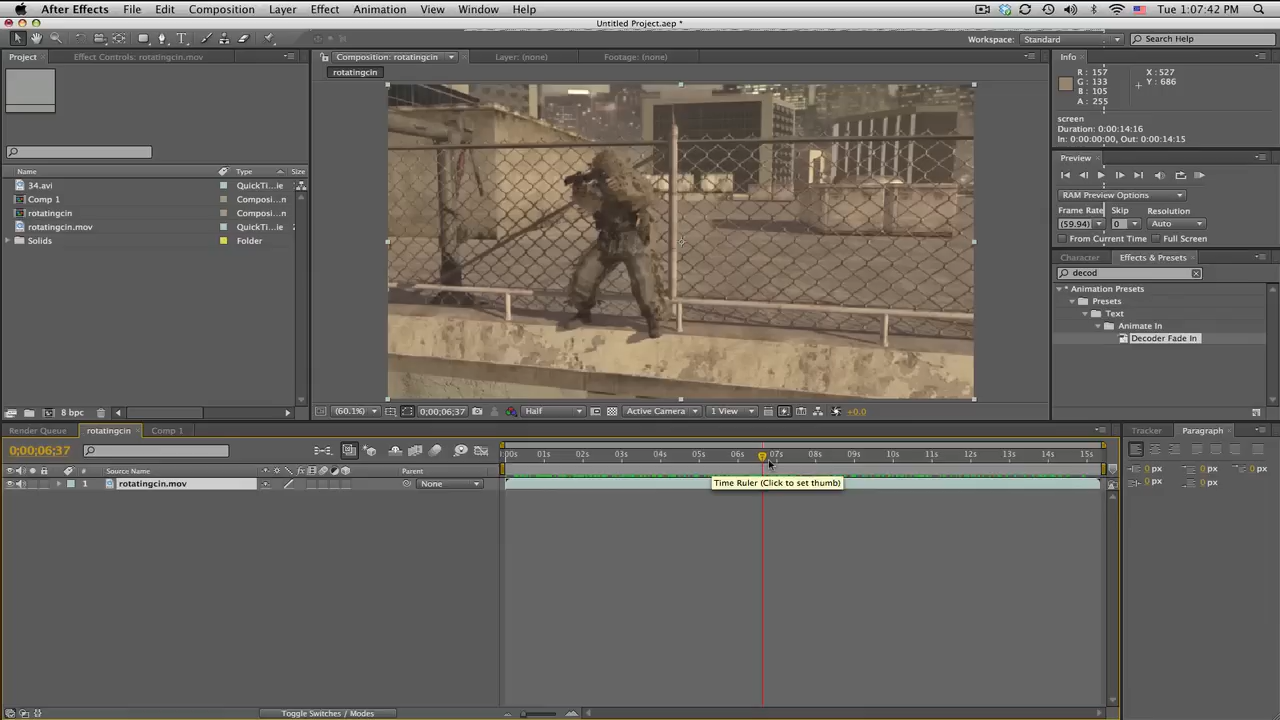 After Effects File Edit Composition Layer Effect Animation View Window Help Tue 1:07:42 PM
Untitled Project.aep *
Workspace: Standard Search Help
Project Effect Controls: rotatingcin.mov
Composition: rotatingcin Layer: (none) Footage: (none)
rotatingcin
Info
R: 157
G: 133
B: 105
A: 255
X: 527
Y: 686
screen
Duration: 0:00:14:16
In: 0:00:00:00, Out: 0:00:14:15
Preview
RAM Preview Options
Frame Rate Skip Resolution
(59.94) 0 Auto
From Current Time Full Screen
Character Effects & Presets
decod
* Animation Presets
Presets
Text
Animate In
Decoder Fade In
Name Type Size
34.avi QuickTi...ie
Comp 1 Composi...n
rotatingcin Composi...n
rotatingcin.mov QuickTi...ie
Solids Folder
8 bpc
(60.1%) 0;00;06;37 Half Active Camera 1 View +0.0
Render Queue rotatingcin Comp 1
0;00;06;37
# Source Name Parent
1 rotatingcin.mov None
:00s 01s 02s 03s 04s 05s 06s 07s 08s 09s 10s 11s 12s 13s 14s 15s
Time Ruler (Click to set thumb)
Tracker Paragraph
0 px 0 px 0 px
0 px 0 px
Toggle Switches / Modes